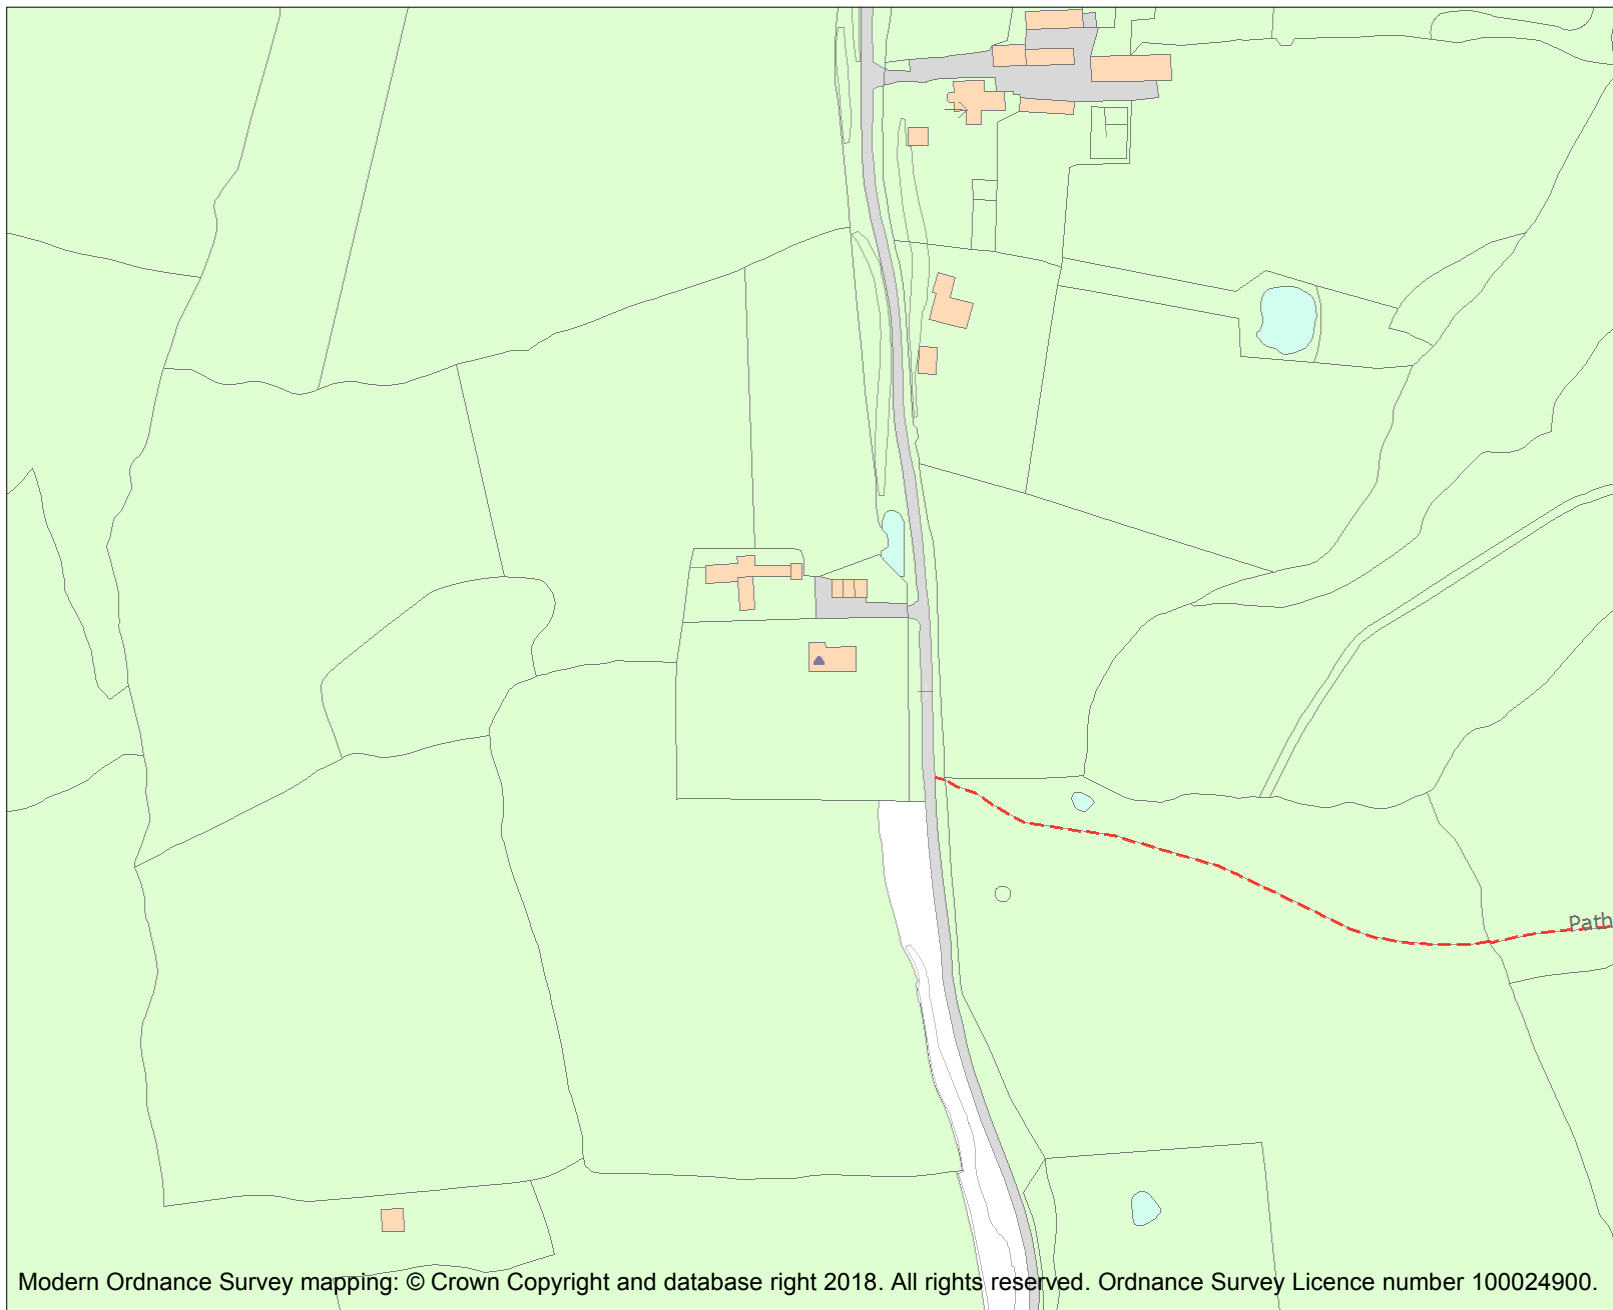 Path
Modern Ordnance Survey mapping: © Crown Copyright and database right 2018. All rights reserved. Ordnance Survey Licence number 100024900.